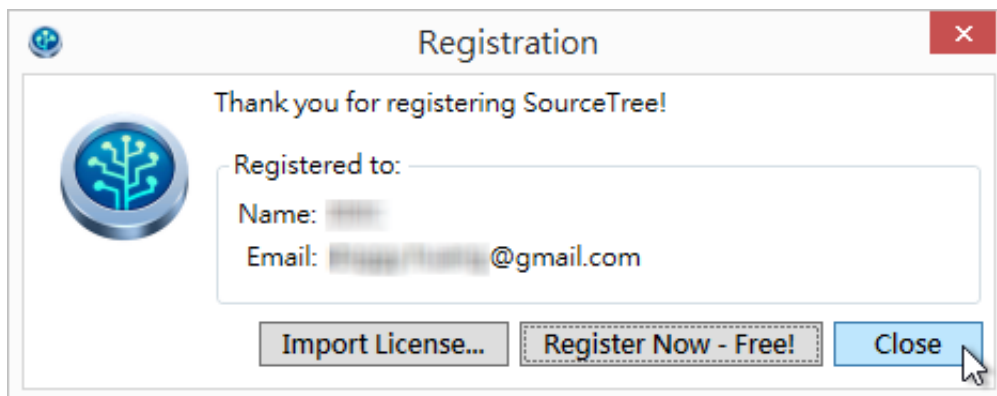 Registration
Thank you for registering SourceTree!
Registered to:
Name:
Email: @gmail.com
Import License...
Register Now - Free!
Close